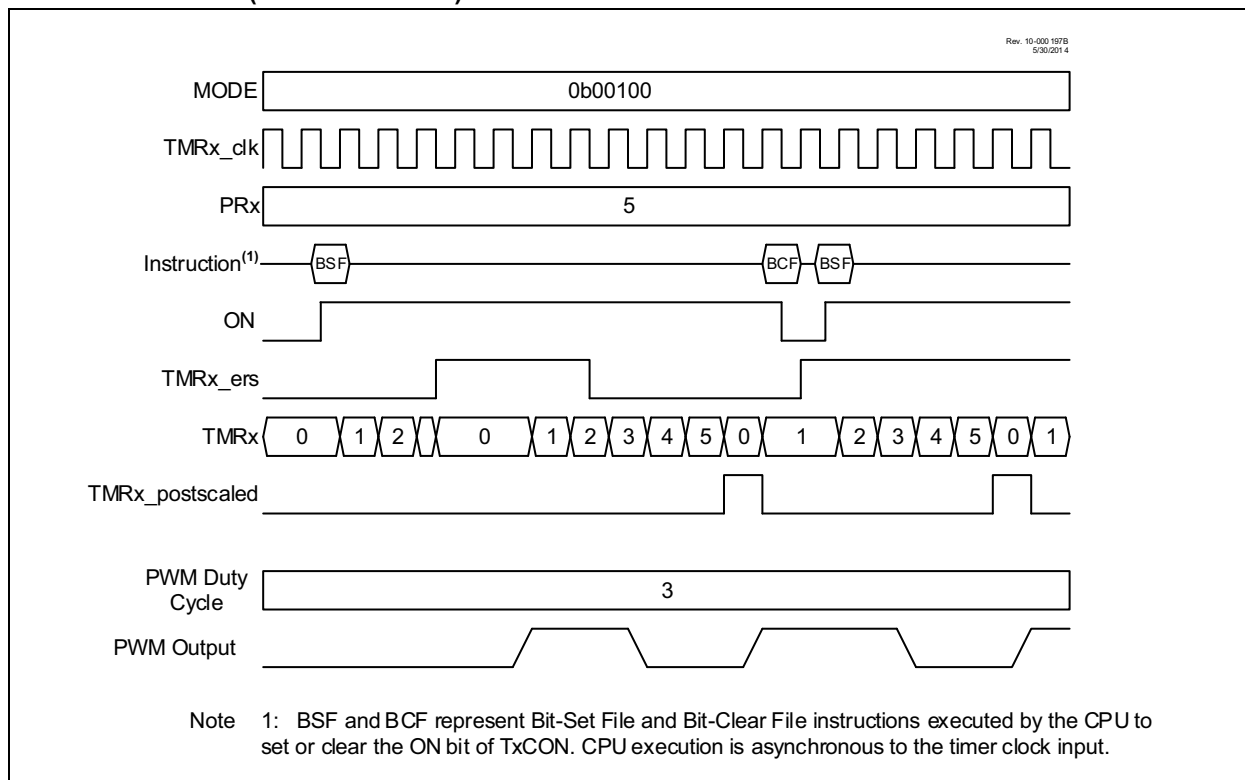 Rev. 10-000 197B
5/30/201 4
MODE 0b00100
TMRx_clk
PRx 5
Instruction(1) BSF BCF BSF
ON
TMRx_ers
TMRx 0 1 2 0 1 2 3 4 5 0 1 2 3 4 5 0 1
TMRx_postscaled
PWM Duty
Cycle 3
PWM Output
Note 1: BSF and BCF represent Bit-Set File and Bit-Clear File instructions executed by the CPU to
set or clear the ON bit of TxCON. CPU execution is asynchronous to the timer clock input.